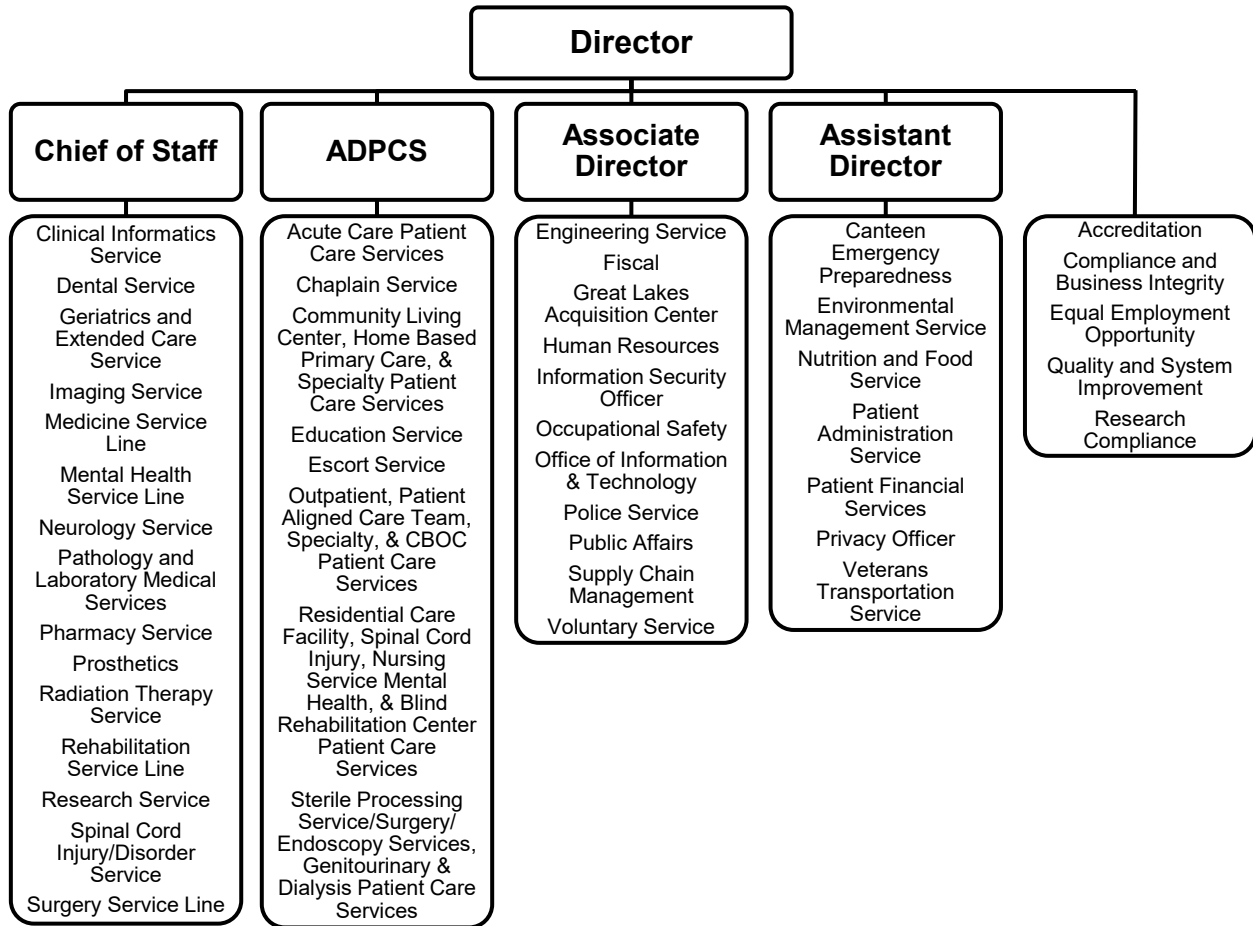 Director
Chief of Staff
ADPCS
Associate
Director
Assistant
Director
Clinical Informatics
Service
Dental Service
Geriatrics and
Extended Care
Service
Imaging Service
Medicine Service
Line
Mental Health
Service Line
Neurology Service
Pathology and
Laboratory Medical
Services
Pharmacy Service
Prosthetics
Radiation Therapy
Service
Rehabilitation
Service Line
Research Service
Spinal Cord
Injury/Disorder
Service
Surgery Service Line
Acute Care Patient
Care Services
Chaplain Service
Community Living
Center, Home Based
Primary Care, &
Specialty Patient
Care Services
Education Service
Escort Service
Outpatient, Patient
Aligned Care Team,
Specialty, & CBOC
Patient Care
Services
Residential Care
Facility, Spinal Cord
Injury, Nursing
Service Mental
Health, & Blind
Rehabilitation Center
Patient Care
Services
Sterile Processing
Service/Surgery/
Endoscopy Services,
Genitourinary &
Dialysis Patient Care
Services
Engineering Service
Fiscal
Great Lakes
Acquisition Center
Human Resources
Information Security
Officer
Occupational Safety
Office of Information
& Technology
Police Service
Public Affairs
Supply Chain
Management
Voluntary Service
Canteen
Emergency
Preparedness
Environmental
Management Service
Nutrition and Food
Service
Patient
Administration
Service
Patient Financial
Services
Privacy Officer
Veterans
Transportation
Service
Accreditation
Compliance and
Business Integrity
Equal Employment
Opportunity
Quality and System
Improvement
Research
Compliance